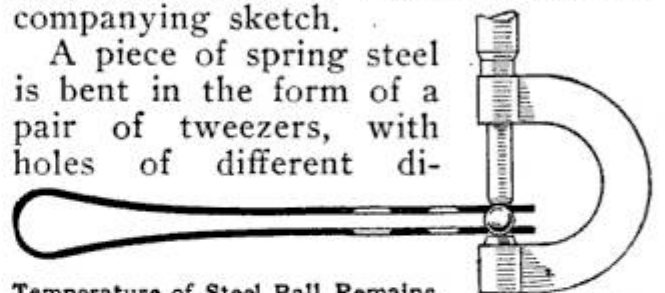 companying sketch.
A piece of spring steel
is bent in the form of a
pair of tweezers, with
holes of different di-
Temperature of Steel Ball Remains